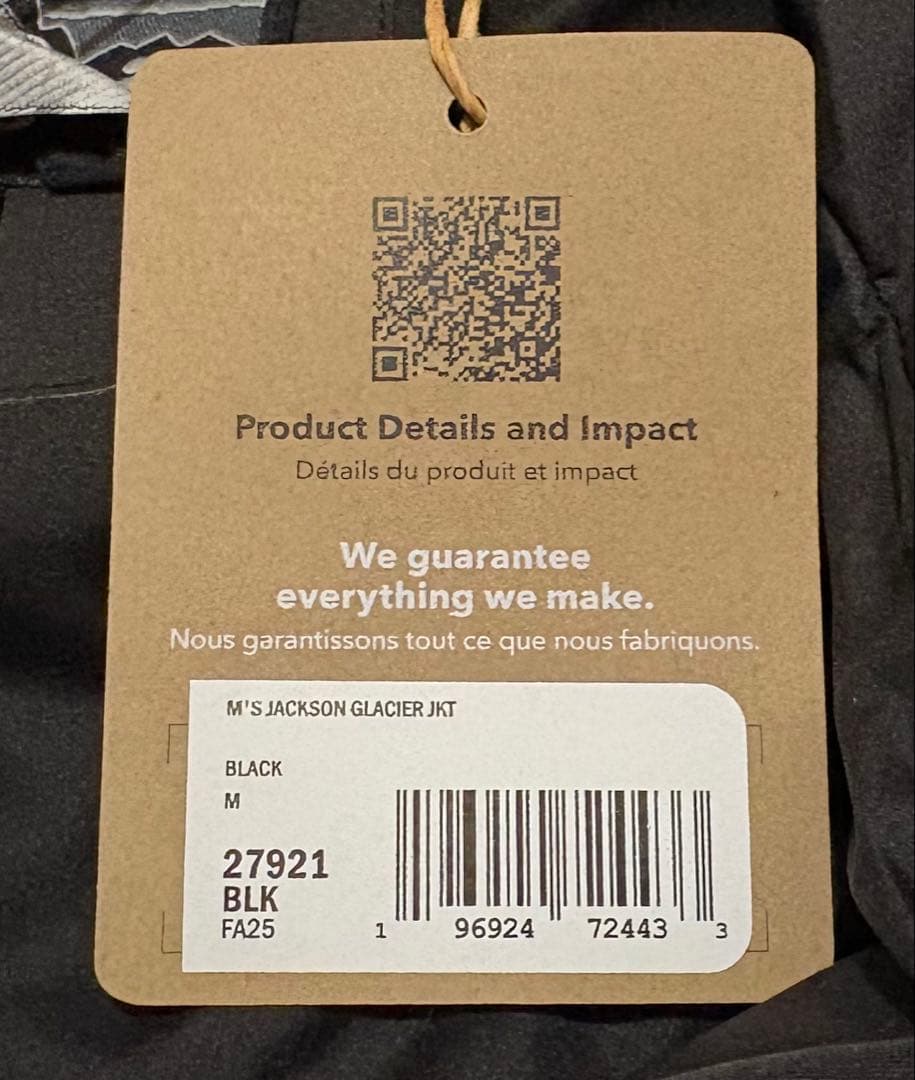 Product Details and Impact
Détails du produit et impact
We guarantee
everything we make.
Nous garantissons tout ce que nous fabriquons.
M'S JACKSON GLACIER JKT
BLACK
M
27921
BLK
FA25
1 96924 72443 3